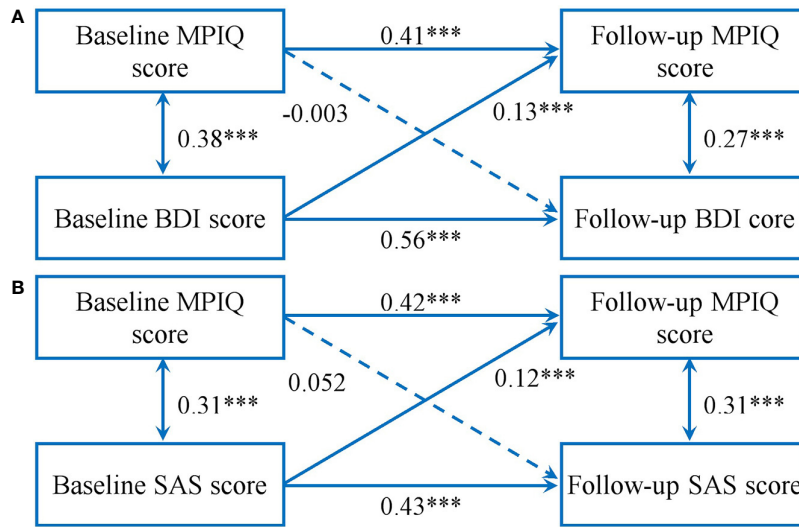 A
Baseline MPIQ
score
0.41***
Follow-up MPIQ
score
-0.003
0.13***
0.38***
0.27***
Baseline BDI score
0.56***
Follow-up BDI core
B
Baseline MPIQ
score
0.42***
Follow-up MPIQ
score
0.052
0.12***
0.31***
0.31***
Baseline SAS score
0.43***
Follow-up SAS score